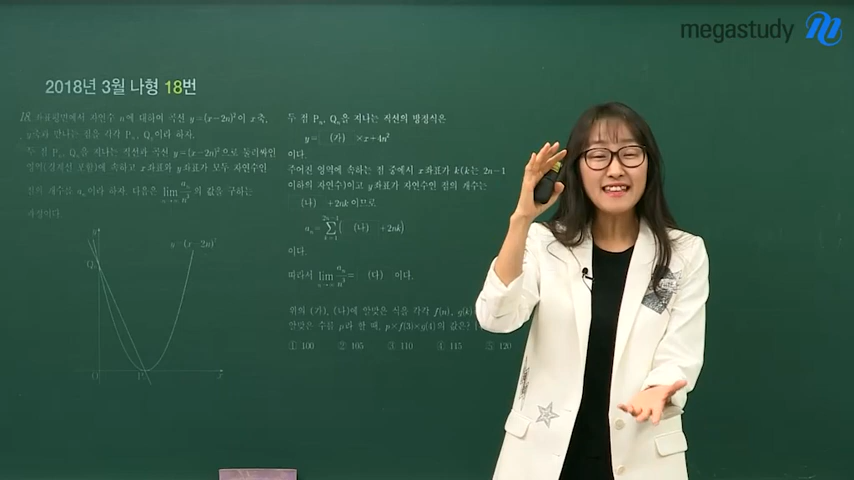 megastudy
2018년 3월 나형 18번
18. 좌표평면에서 자연수 n에 대하여 곡선 y=(x-2n)²이 x축,
y축과 만나는 점을 각각 Pₙ, Qₙ이라 하자.
두 점 Pₙ, Qₙ을 지나는 직선과 곡선 y=(x-2n)²으로 둘러싸인
영역(경계선 포함)에 속하고 x좌표와 y좌표가 모두 자연수인
점의 개수를 aₙ이라 하자. 다음은 lim n→∞ aₙ/n³의 값을 구하는
과정이다.
y=(x-2n)²
Qₙ
O
Pₙ
x
두 점 Pₙ, Qₙ을 지나는 직선의 방정식은
y= (가) ×x+4n²
이다.
주어진 영역에 속하는 점 중에서 x좌표가 k(k는 2n-1
이하의 자연수)이고 y좌표가 자연수인 점의 개수는
(나) +2nk이므로
aₙ=∑ k=1 2n-1 ( (나) +2nk)
이다.
따라서 lim n→∞ aₙ/n³= (다) 이다.
위의 (가), (나)에 알맞은 식을 각각 f(n), g(k)
알맞은 수를 p라 할 때, p×f(3)×g(4)의 값은?
① 100 ② 105 ③ 110 ④ 115 ⑤ 120